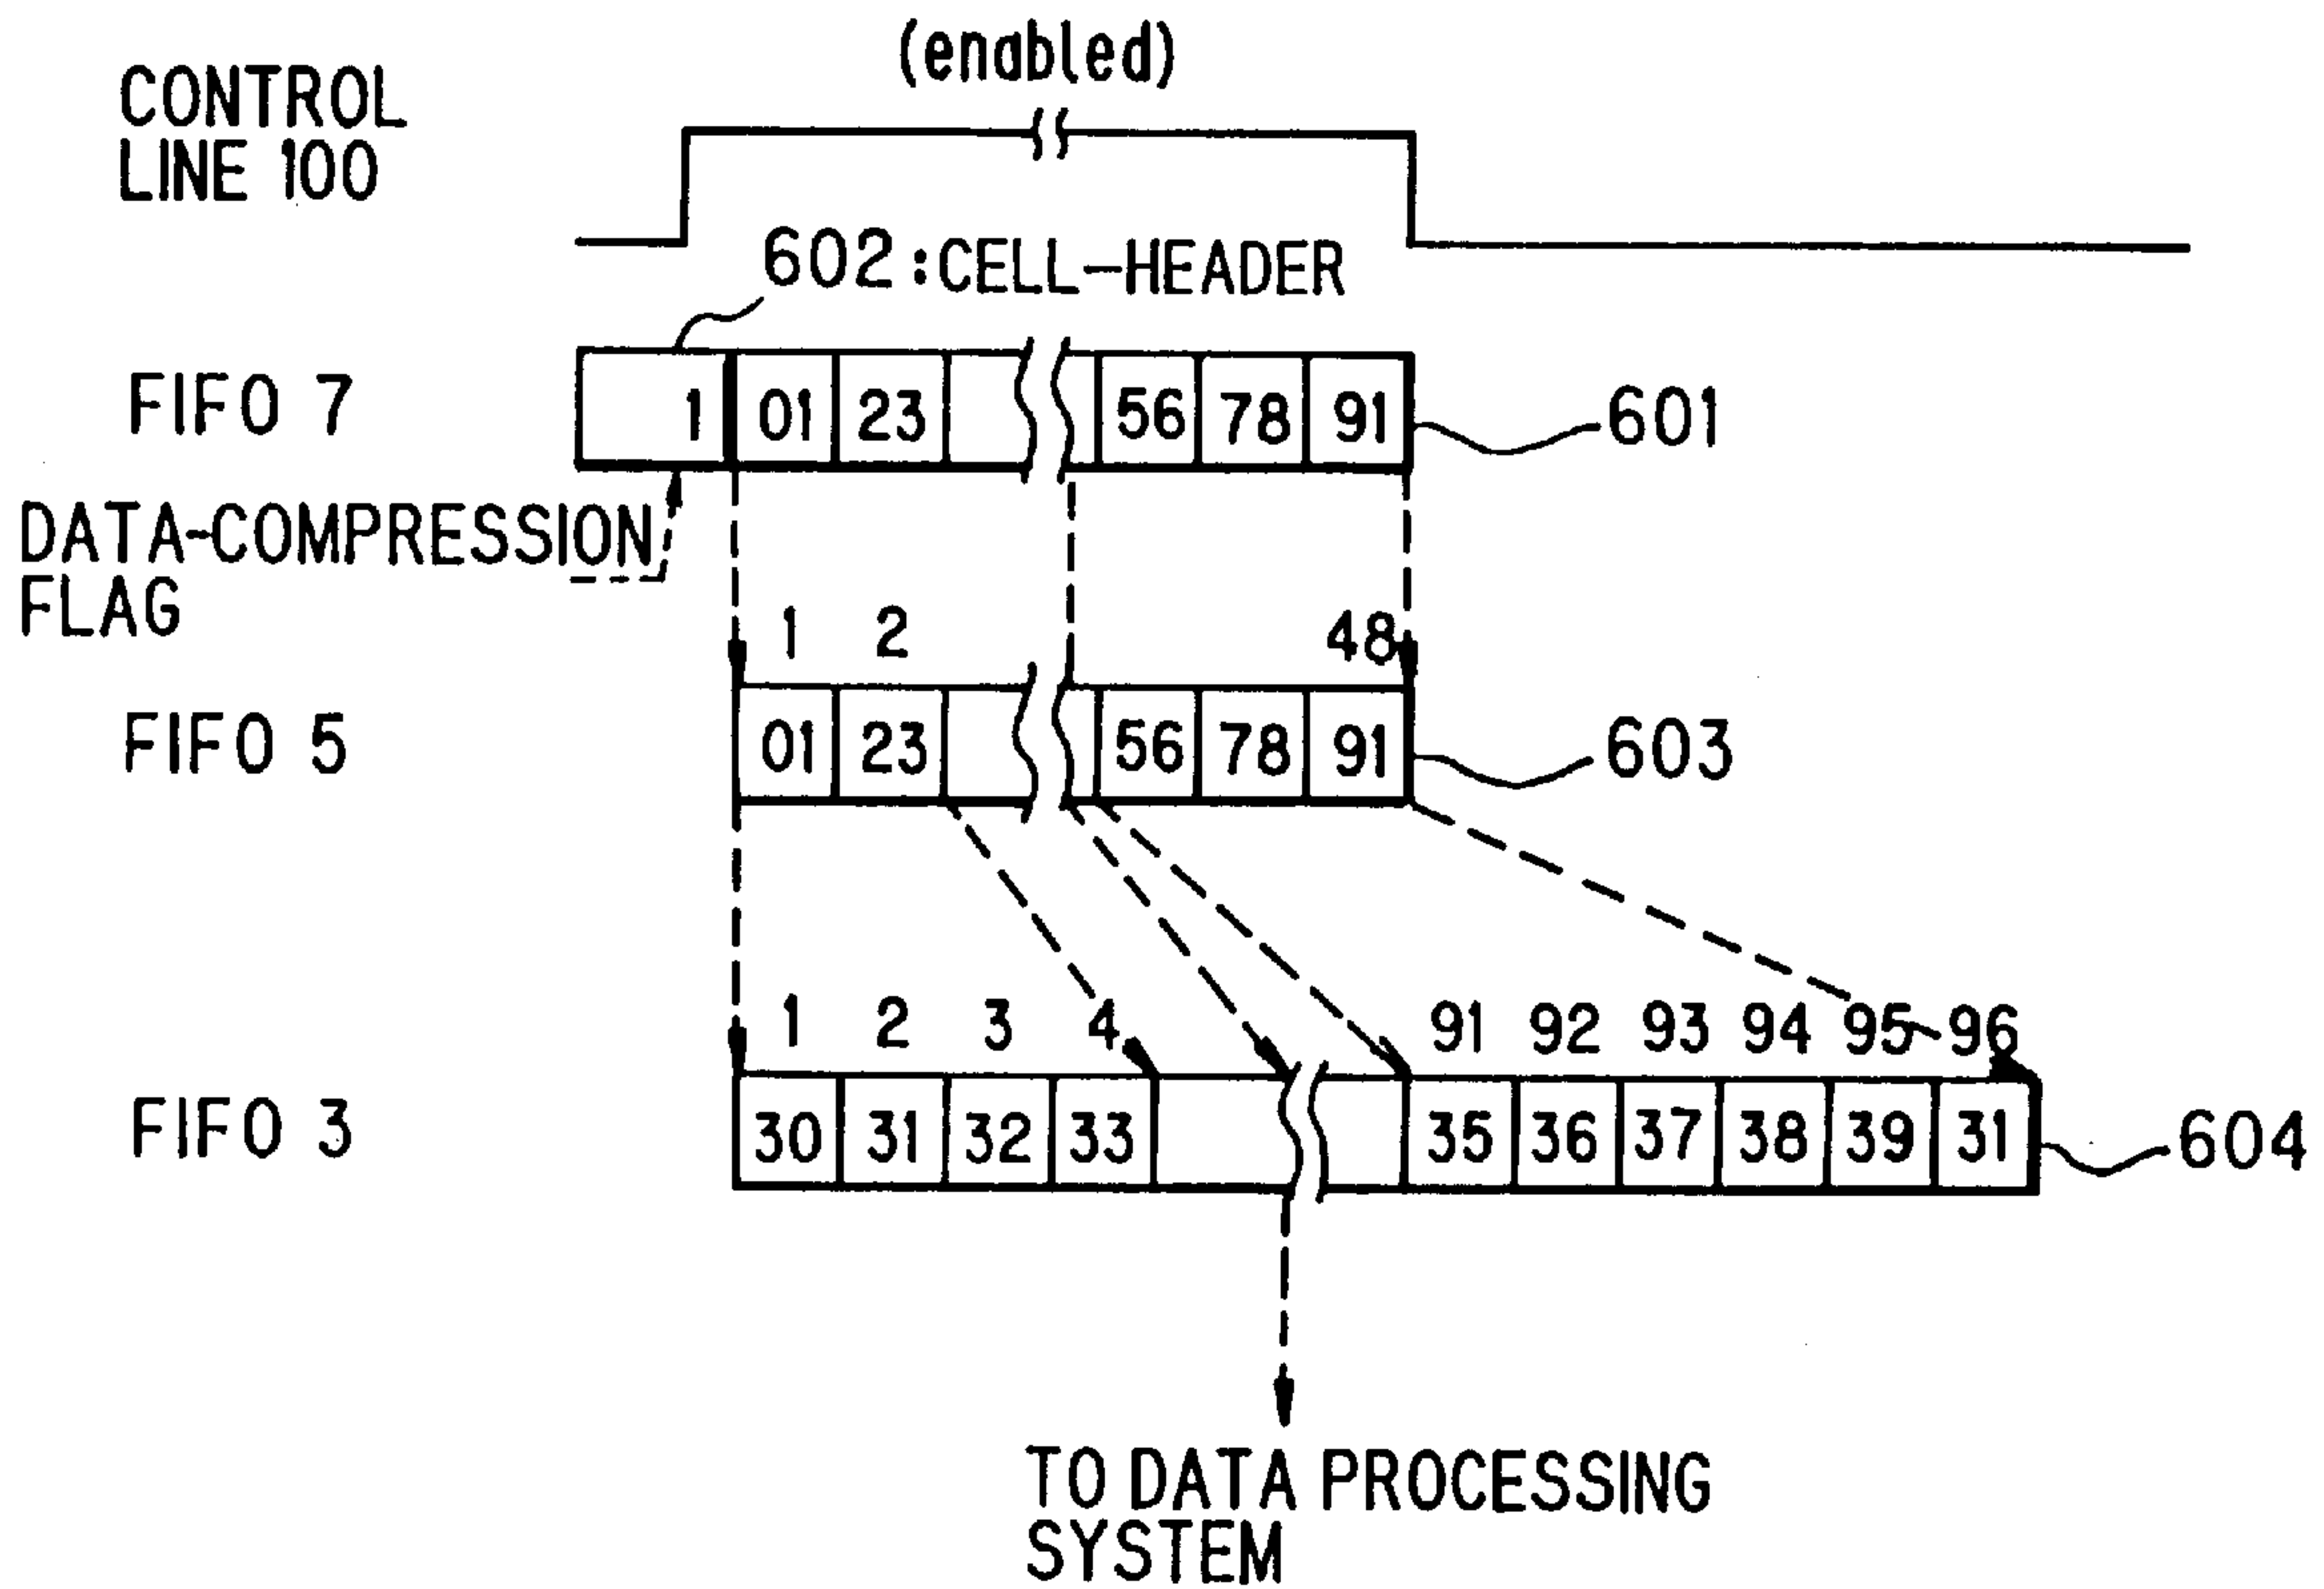 (enabled)
CONTROL
LINE 100
602:CELL-HEADER
FIFO 7 1 01 23 56 78 91 601
DATA-COMPRESSION
FLAG
1 2 48
FIFO 5 01 23 56 78 91 603
1 2 3 4 91 92 93 94 95 96
FIFO 3 30 31 32 33 35 36 37 38 39 31 604
TO DATA PROCESSING
SYSTEM